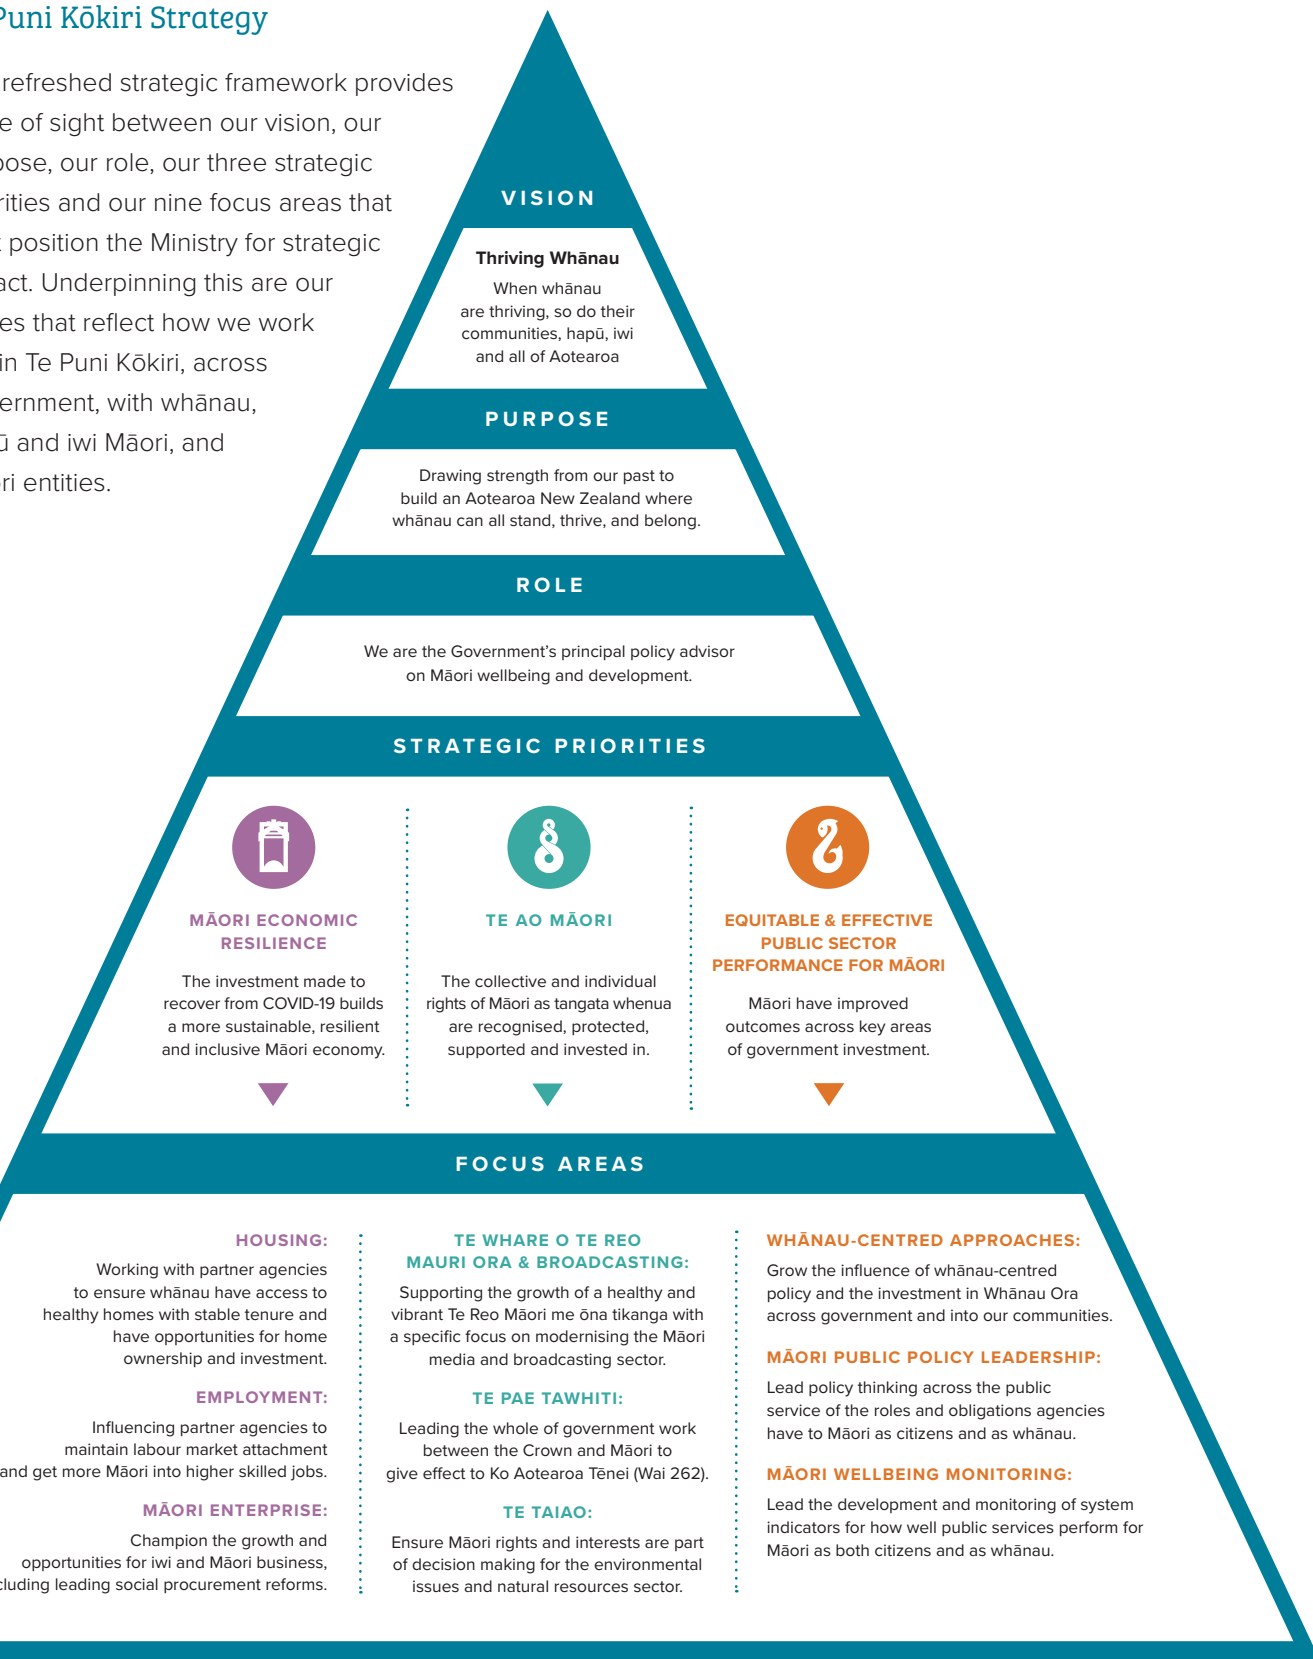 Puni Kōkiri Strategy
refreshed strategic framework provides
e of sight between our vision, our
pose, our role, our three strategic
rities and our nine focus areas that
t position the Ministry for strategic
act. Underpinning this are our
es that reflect how we work
in Te Puni Kōkiri, across
ernment, with whānau,
ū and iwi Māori, and
ri entities.
VISION
Thriving Whānau
When whānau
are thriving, so do their
communities, hapū, iwi
and all of Aotearoa
PURPOSE
Drawing strength from our past to
build an Aotearoa New Zealand where
whānau can all stand, thrive, and belong.
ROLE
We are the Government's principal policy advisor
on Māori wellbeing and development.
STRATEGIC PRIORITIES
MĀORI ECONOMIC
RESILIENCE
The investment made to
recover from COVID-19 builds
a more sustainable, resilient
and inclusive Māori economy.
TE AO MĀORI
The collective and individual
rights of Māori as tangata whenua
are recognised, protected,
supported and invested in.
EQUITABLE & EFFECTIVE
PUBLIC SECTOR
PERFORMANCE FOR MĀORI
Māori have improved
outcomes across key areas
of government investment.
FOCUS AREAS
HOUSING:
Working with partner agencies
to ensure whānau have access to
healthy homes with stable tenure and
have opportunities for home
ownership and investment.
EMPLOYMENT:
Influencing partner agencies to
maintain labour market attachment
and get more Māori into higher skilled jobs.
MĀORI ENTERPRISE:
Champion the growth and
opportunities for iwi and Māori business,
cluding leading social procurement reforms.
TE WHARE O TE REO
MAURI ORA & BROADCASTING:
Supporting the growth of a healthy and
vibrant Te Reo Māori me ōna tikanga with
a specific focus on modernising the Māori
media and broadcasting sector.
TE PAE TAWHITI:
Leading the whole of government work
between the Crown and Māori to
give effect to Ko Aotearoa Tēnei (Wai 262).
TE TAIAO:
Ensure Māori rights and interests are part
of decision making for the environmental
issues and natural resources sector.
WHĀNAU-CENTRED APPROACHES:
Grow the influence of whānau-centred
policy and the investment in Whānau Ora
across government and into our communities.
MĀORI PUBLIC POLICY LEADERSHIP:
Lead policy thinking across the public
service of the roles and obligations agencies
have to Māori as citizens and as whānau.
MĀORI WELLBEING MONITORING:
Lead the development and monitoring of system
indicators for how well public services perform for
Māori as both citizens and as whānau.